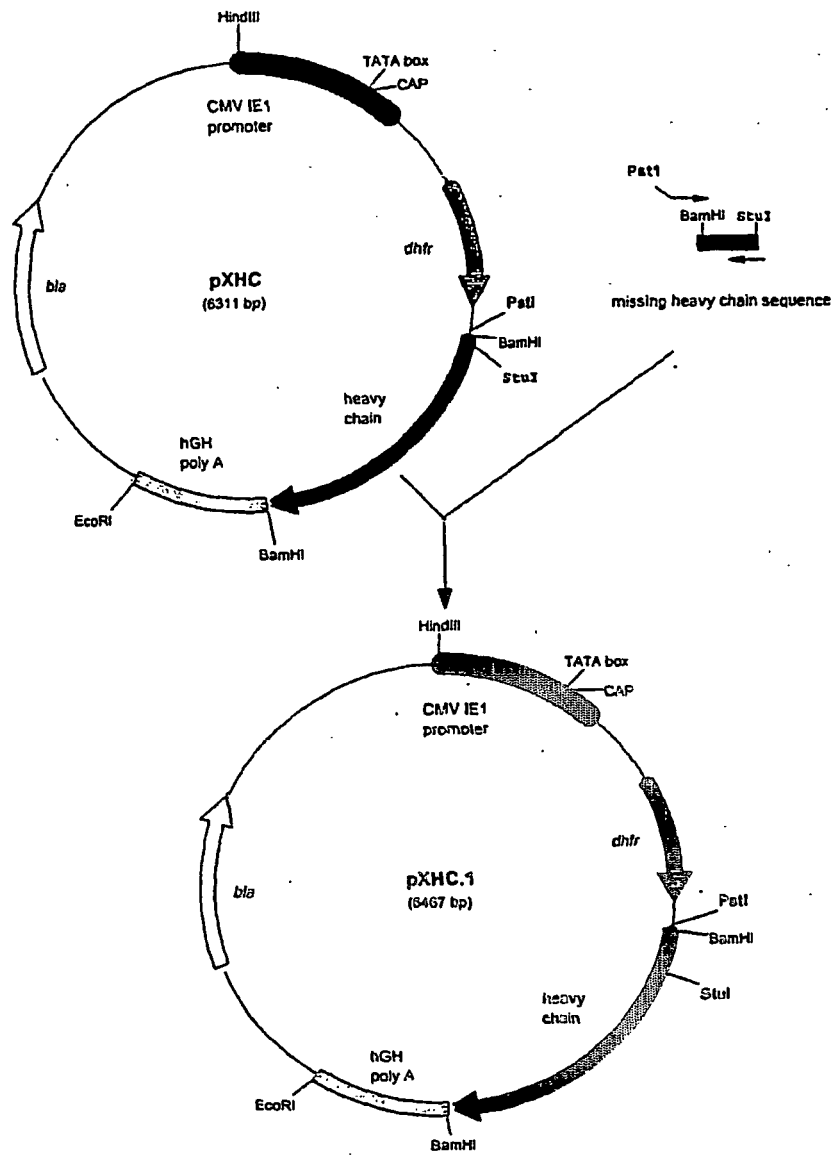 HindIII
TATA box
CAP
CMV IE1
promoter
Pst1
BamHI StuI
dhfr
bla
pXHC
(6311 bp)
missing heavy chain sequence
PstI
BamHI
StuI
heavy
chain
hGH
poly A
EcoRI
BamHI
HindIII
TATA box
CAP
CMV IE1
promoter
dhfr
bla
pXHC.1
(6467 bp)
PstI
BamHI
StuI
heavy
chain
hGH
poly A
EcoRI
BamHI